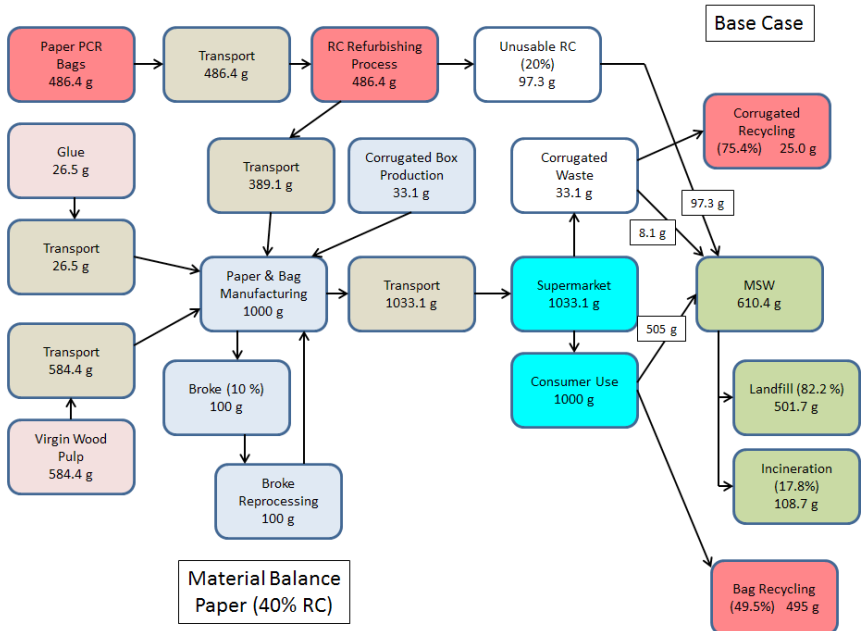 Base Case
Paper PCR
Bags
486.4 g
Transport
486.4 g
RC Refurbishing
Process
486.4 g
Unusable RC
(20%)
97.3 g
Corrugated
Recycling
(75.4%) 25.0 g
Glue
26.5 g
Transport
389.1 g
Corrugated Box
Production
33.1 g
Corrugated
Waste
33.1 g
97.3 g
8.1 g
Transport
26.5 g
Paper & Bag
Manufacturing
1000 g
Transport
1033.1 g
Supermarket
1033.1 g
MSW
610.4 g
505 g
Transport
584.4 g
Broke (10 %)
100 g
Consumer Use
1000 g
Landfill (82.2 %)
501.7 g
Virgin Wood
Pulp
584.4 g
Broke
Reprocessing
100 g
Incineration
(17.8%)
108.7 g
Material Balance
Paper (40% RC)
Bag Recycling
(49.5%) 495 g